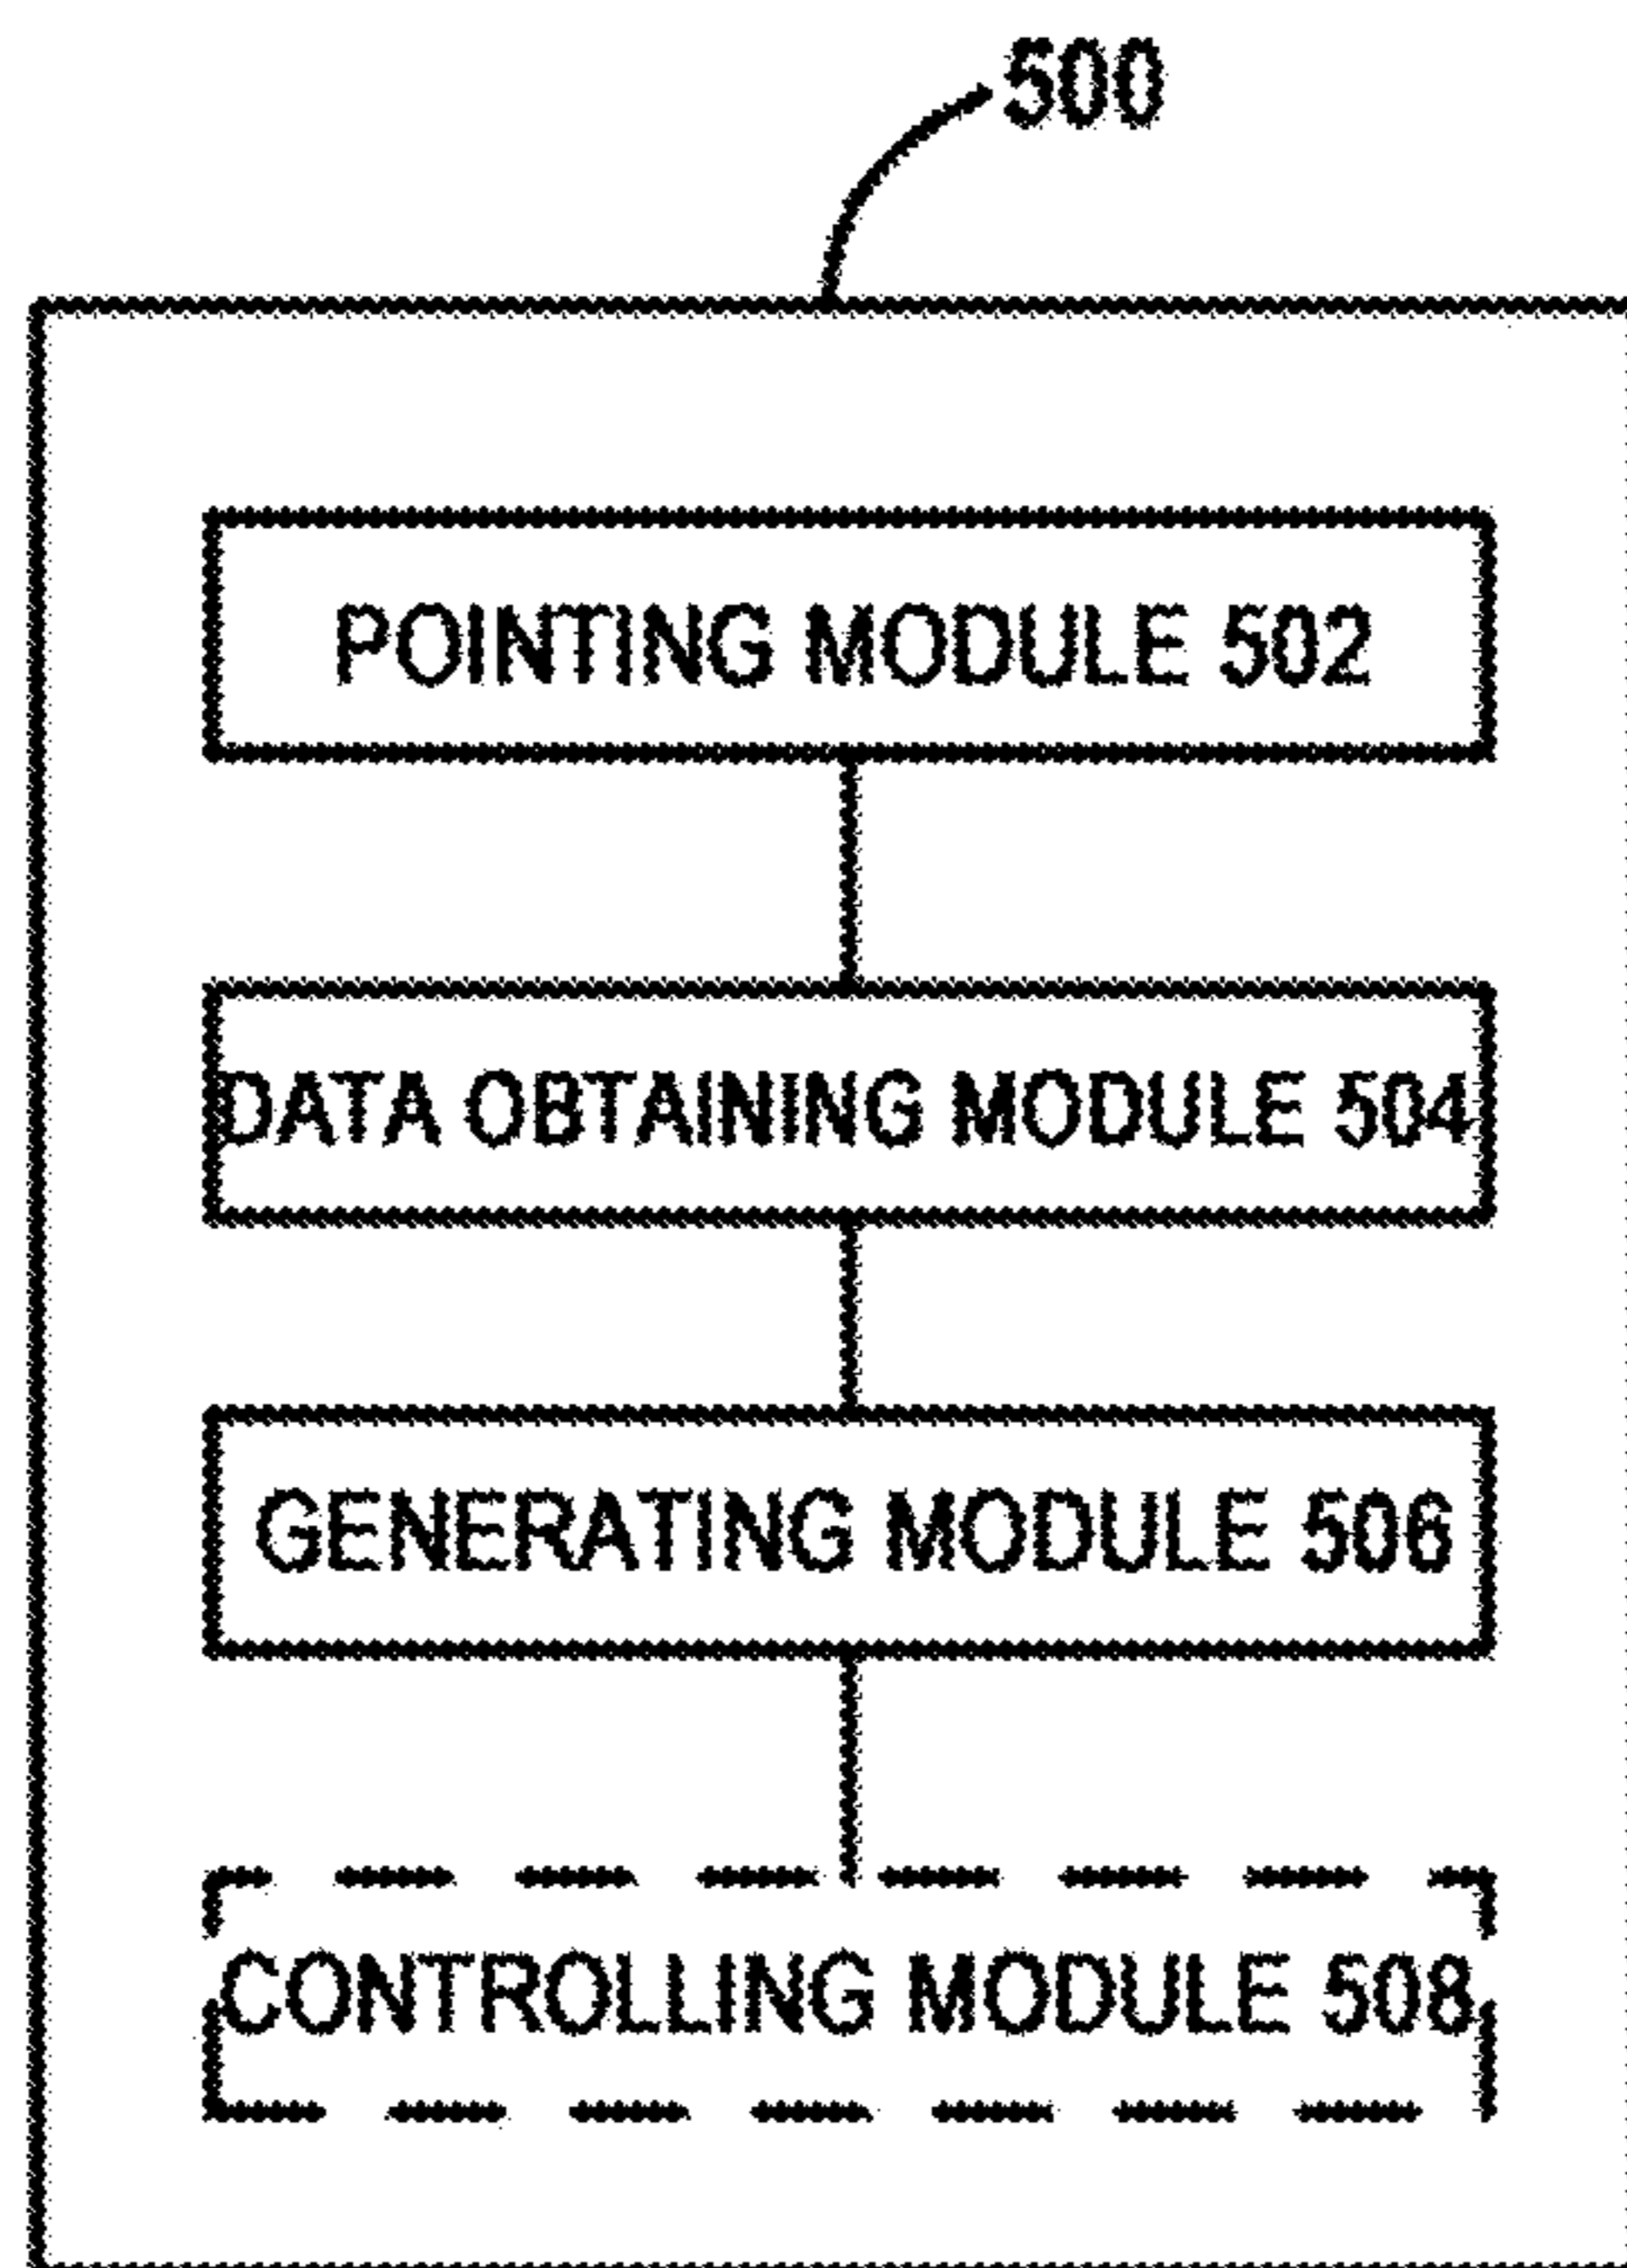 500
POINTING MODULE 502
DATA OBTAINING MODULE 504
GENERATING MODULE 506
CONTROLLING MODULE 508